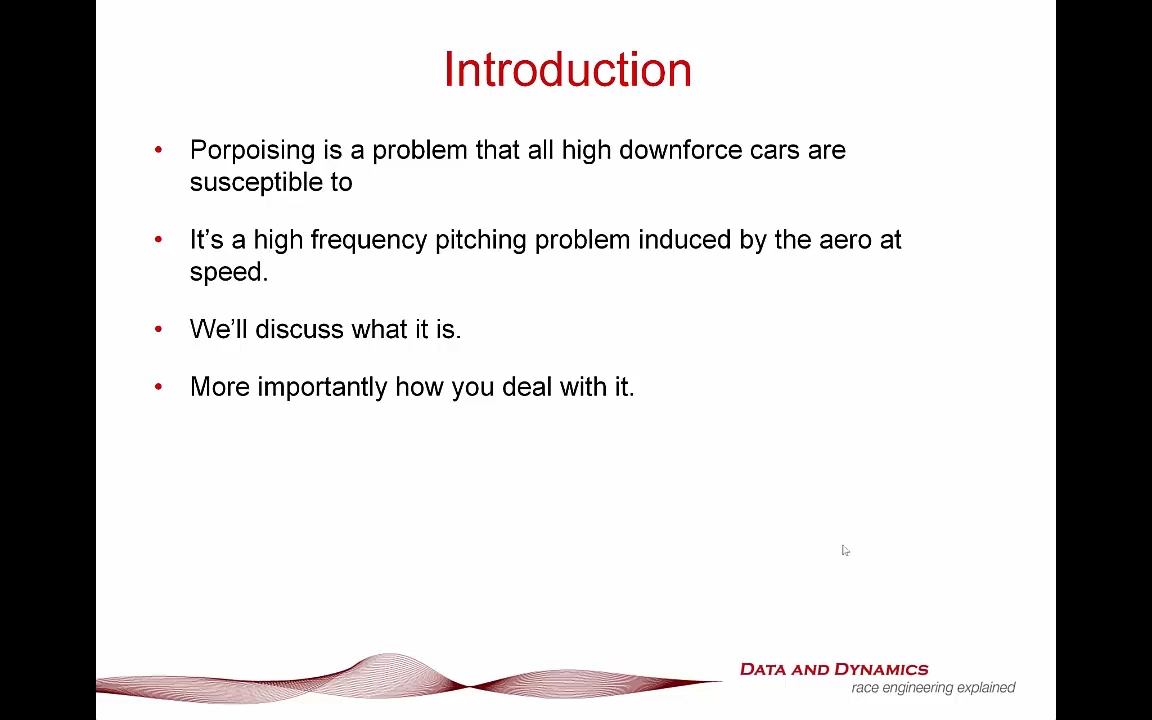 Introduction
• Porpoising is a problem that all high downforce cars are
susceptible to
• It's a high frequency pitching problem induced by the aero at
speed.
• We'll discuss what it is.
• More importantly how you deal with it.
DATA AND DYNAMICS
race engineering explained